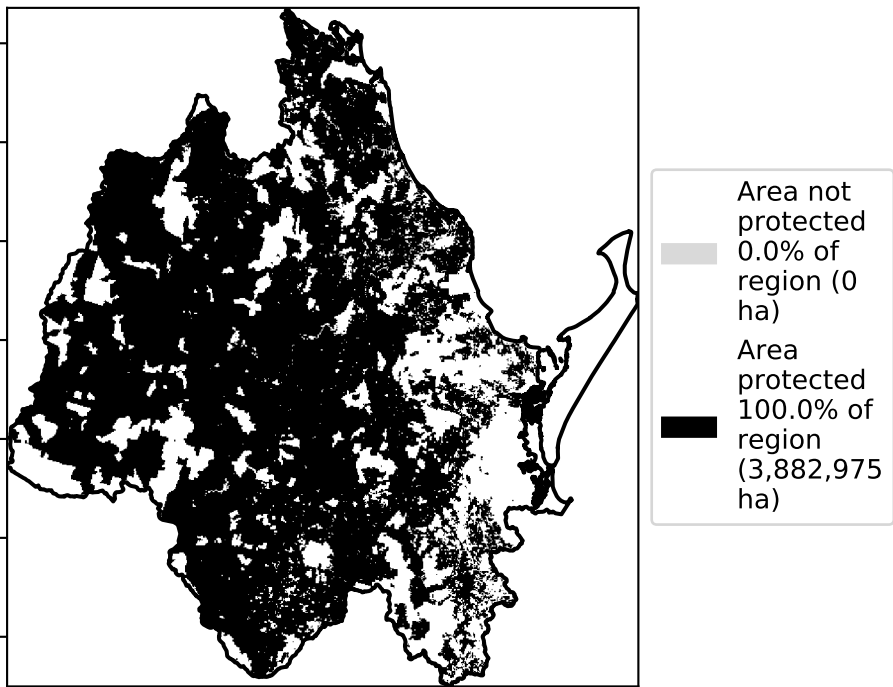 Area not
protected
0.0% of
region (0
ha)
Area
protected
100.0% of
region
(3,882,975
ha)